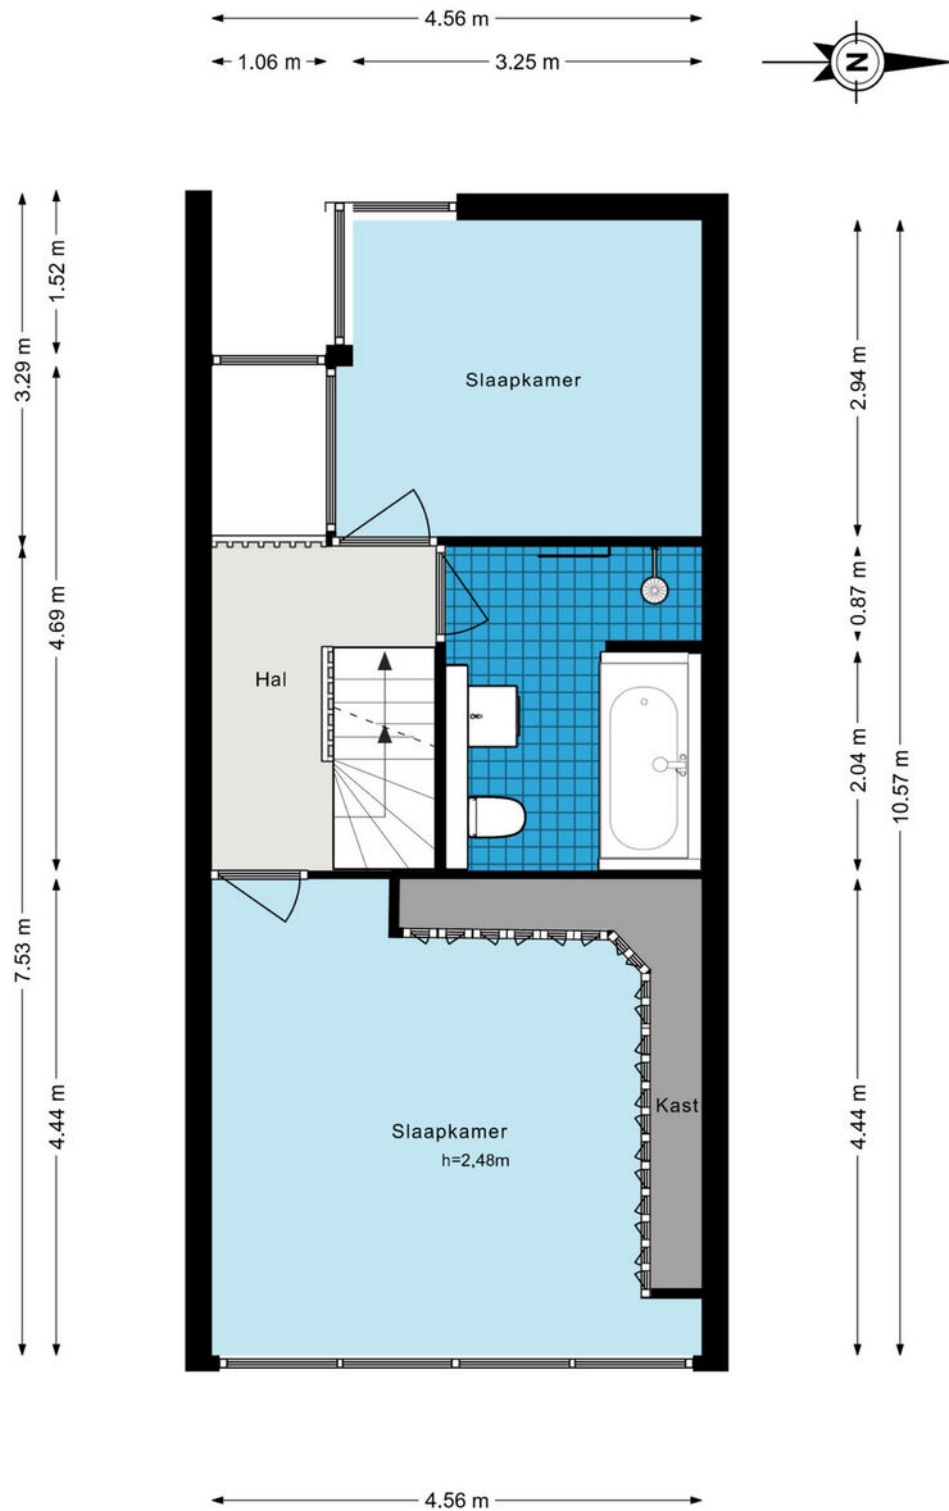 4.56 m
1.06 m
3.25 m
N
1.52 m
3.29 m
2.94 m
Slaapkamer
0.87 m
4.69 m
Hal
2.04 m
10.57 m
7.53 m
4.44 m
Kast
4.44 m
Slaapkamer
h=2,48m
4.56 m